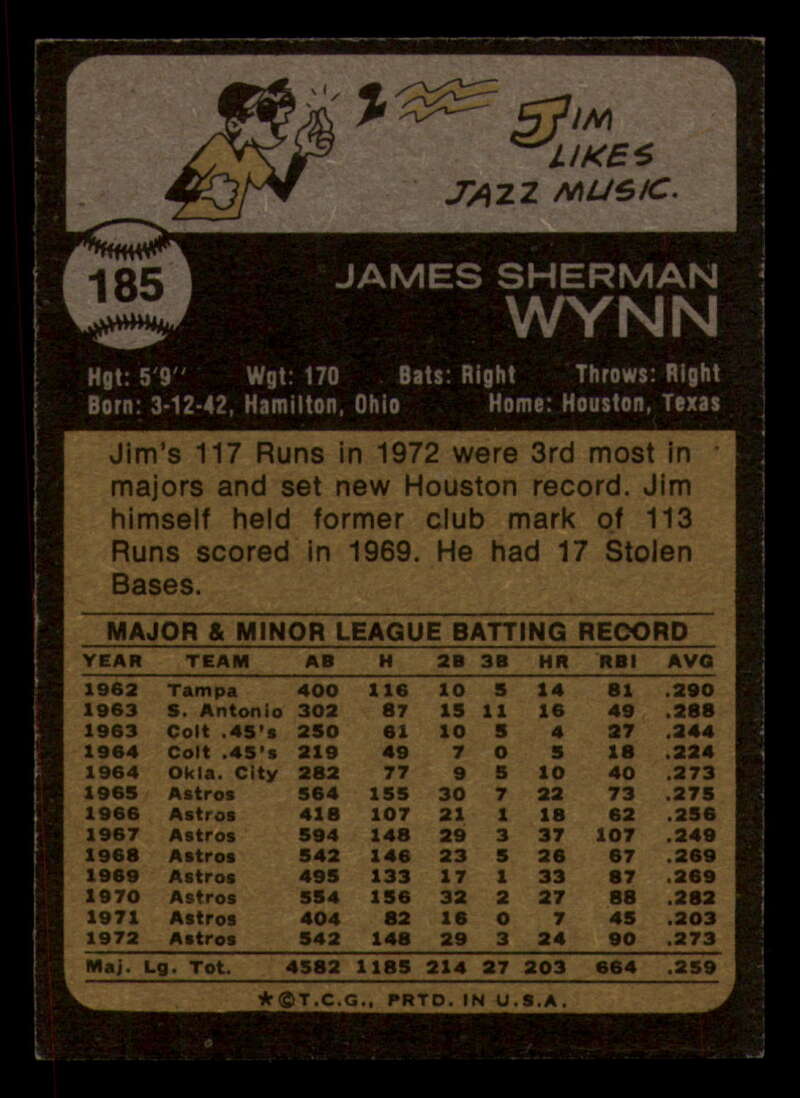 JIM
LIKES
JAZZ MUSIC.
185
JAMES SHERMAN
WYNN
Hgt: 5'9" Wgt: 170 Bats: Right Throws: Right
Born: 3-12-42, Hamilton, Ohio Home: Houston, Texas
Jim's 117 Runs in 1972 were 3rd most in
majors and set new Houston record. Jim
himself held former club mark of 113
Runs scored in 1969. He had 17 Stolen
Bases.
MAJOR & MINOR LEAGUE BATTING RECORD
YEAR TEAM AB H 2B 3B HR RBI AVG
1962 Tampa 400 116 10 5 14 81 .290
1963 S. Antonio 302 87 15 11 16 49 .288
1963 Colt .45's 250 61 10 5 4 27 .244
1964 Colt .45's 219 49 7 0 5 18 .224
1964 Okla. City 282 77 9 5 10 40 .273
1965 Astros 564 155 30 7 22 73 .275
1966 Astros 418 107 21 1 18 62 .256
1967 Astros 594 148 29 3 37 107 .249
1968 Astros 542 146 23 5 26 67 .269
1969 Astros 495 133 17 1 33 87 .269
1970 Astros 554 156 32 2 27 88 .282
1971 Astros 404 82 16 0 7 45 .203
1972 Astros 542 148 29 3 24 90 .273
Maj. Lg. Tot. 4582 1185 214 27 203 664 .259
★©T.C.G., PRTD. IN U.S.A.